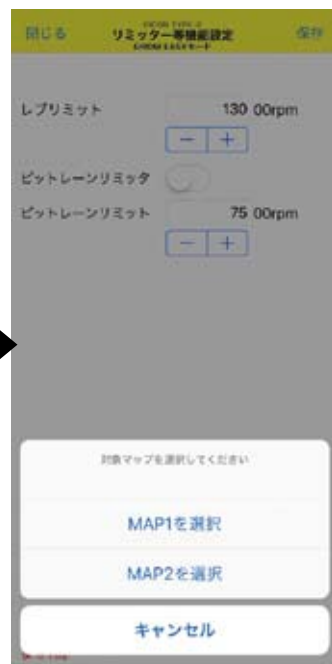 閉じる
リミッター等機能設定
保存
レブリミット
130 00rpm
− +
ピットレーンリミッタ
ピットレーンリミット
75 00rpm
− +
対象マップを選択してください
MAP1を選択
MAP2を選択
キャンセル